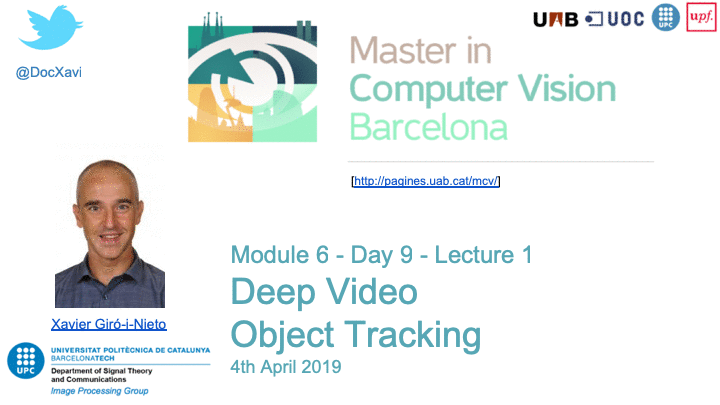 @DocXavi
UAB UOC UPC upf.
Master in
Computer Vision
Barcelona
[http://pagines.uab.cat/mcv/]
Module 6 - Day 9 - Lecture 1
Deep Video
Object Tracking
4th April 2019
Xavier Giró-i-Nieto
UPC
UNIVERSITAT POLITÈCNICA DE CATALUNYA
BARCELONATECH
Department of Signal Theory
and Communications
Image Processing Group